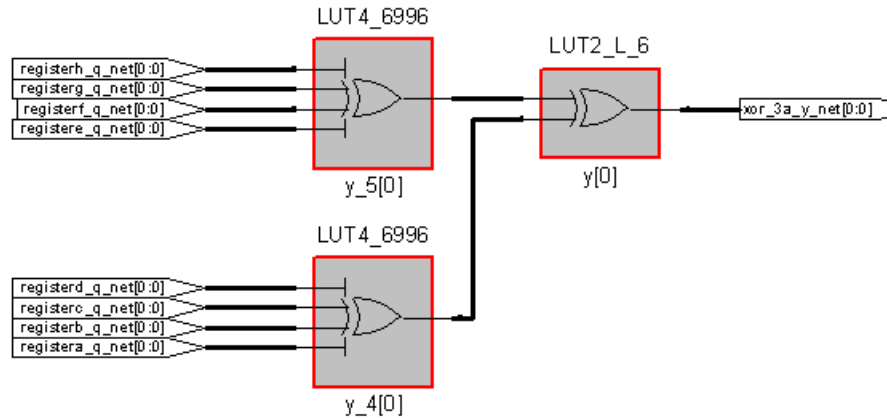 LUT4_6996
registerh_q_net[0:0]
registerg_q_net[0:0]
registerf_q_net[0:0]
registere_q_net[0:0]
y_5[0]
LUT2_L_6
xor_3a_y_net[0:0]
y[0]
LUT4_6996
registerd_q_net[0:0]
registerc_q_net[0:0]
registerb_q_net[0:0]
registera_q_net[0:0]
y_4[0]